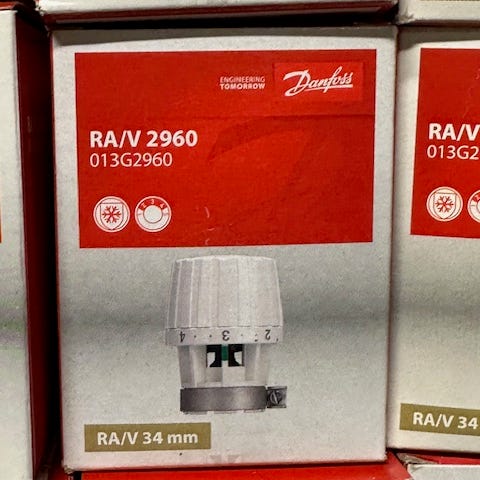 ENGINEERING
TOMORROW
Danfoss
RA/V 2960
013G2960
4 3 2
RA/V 34 mm
RA/V
013G2
RA/V 34